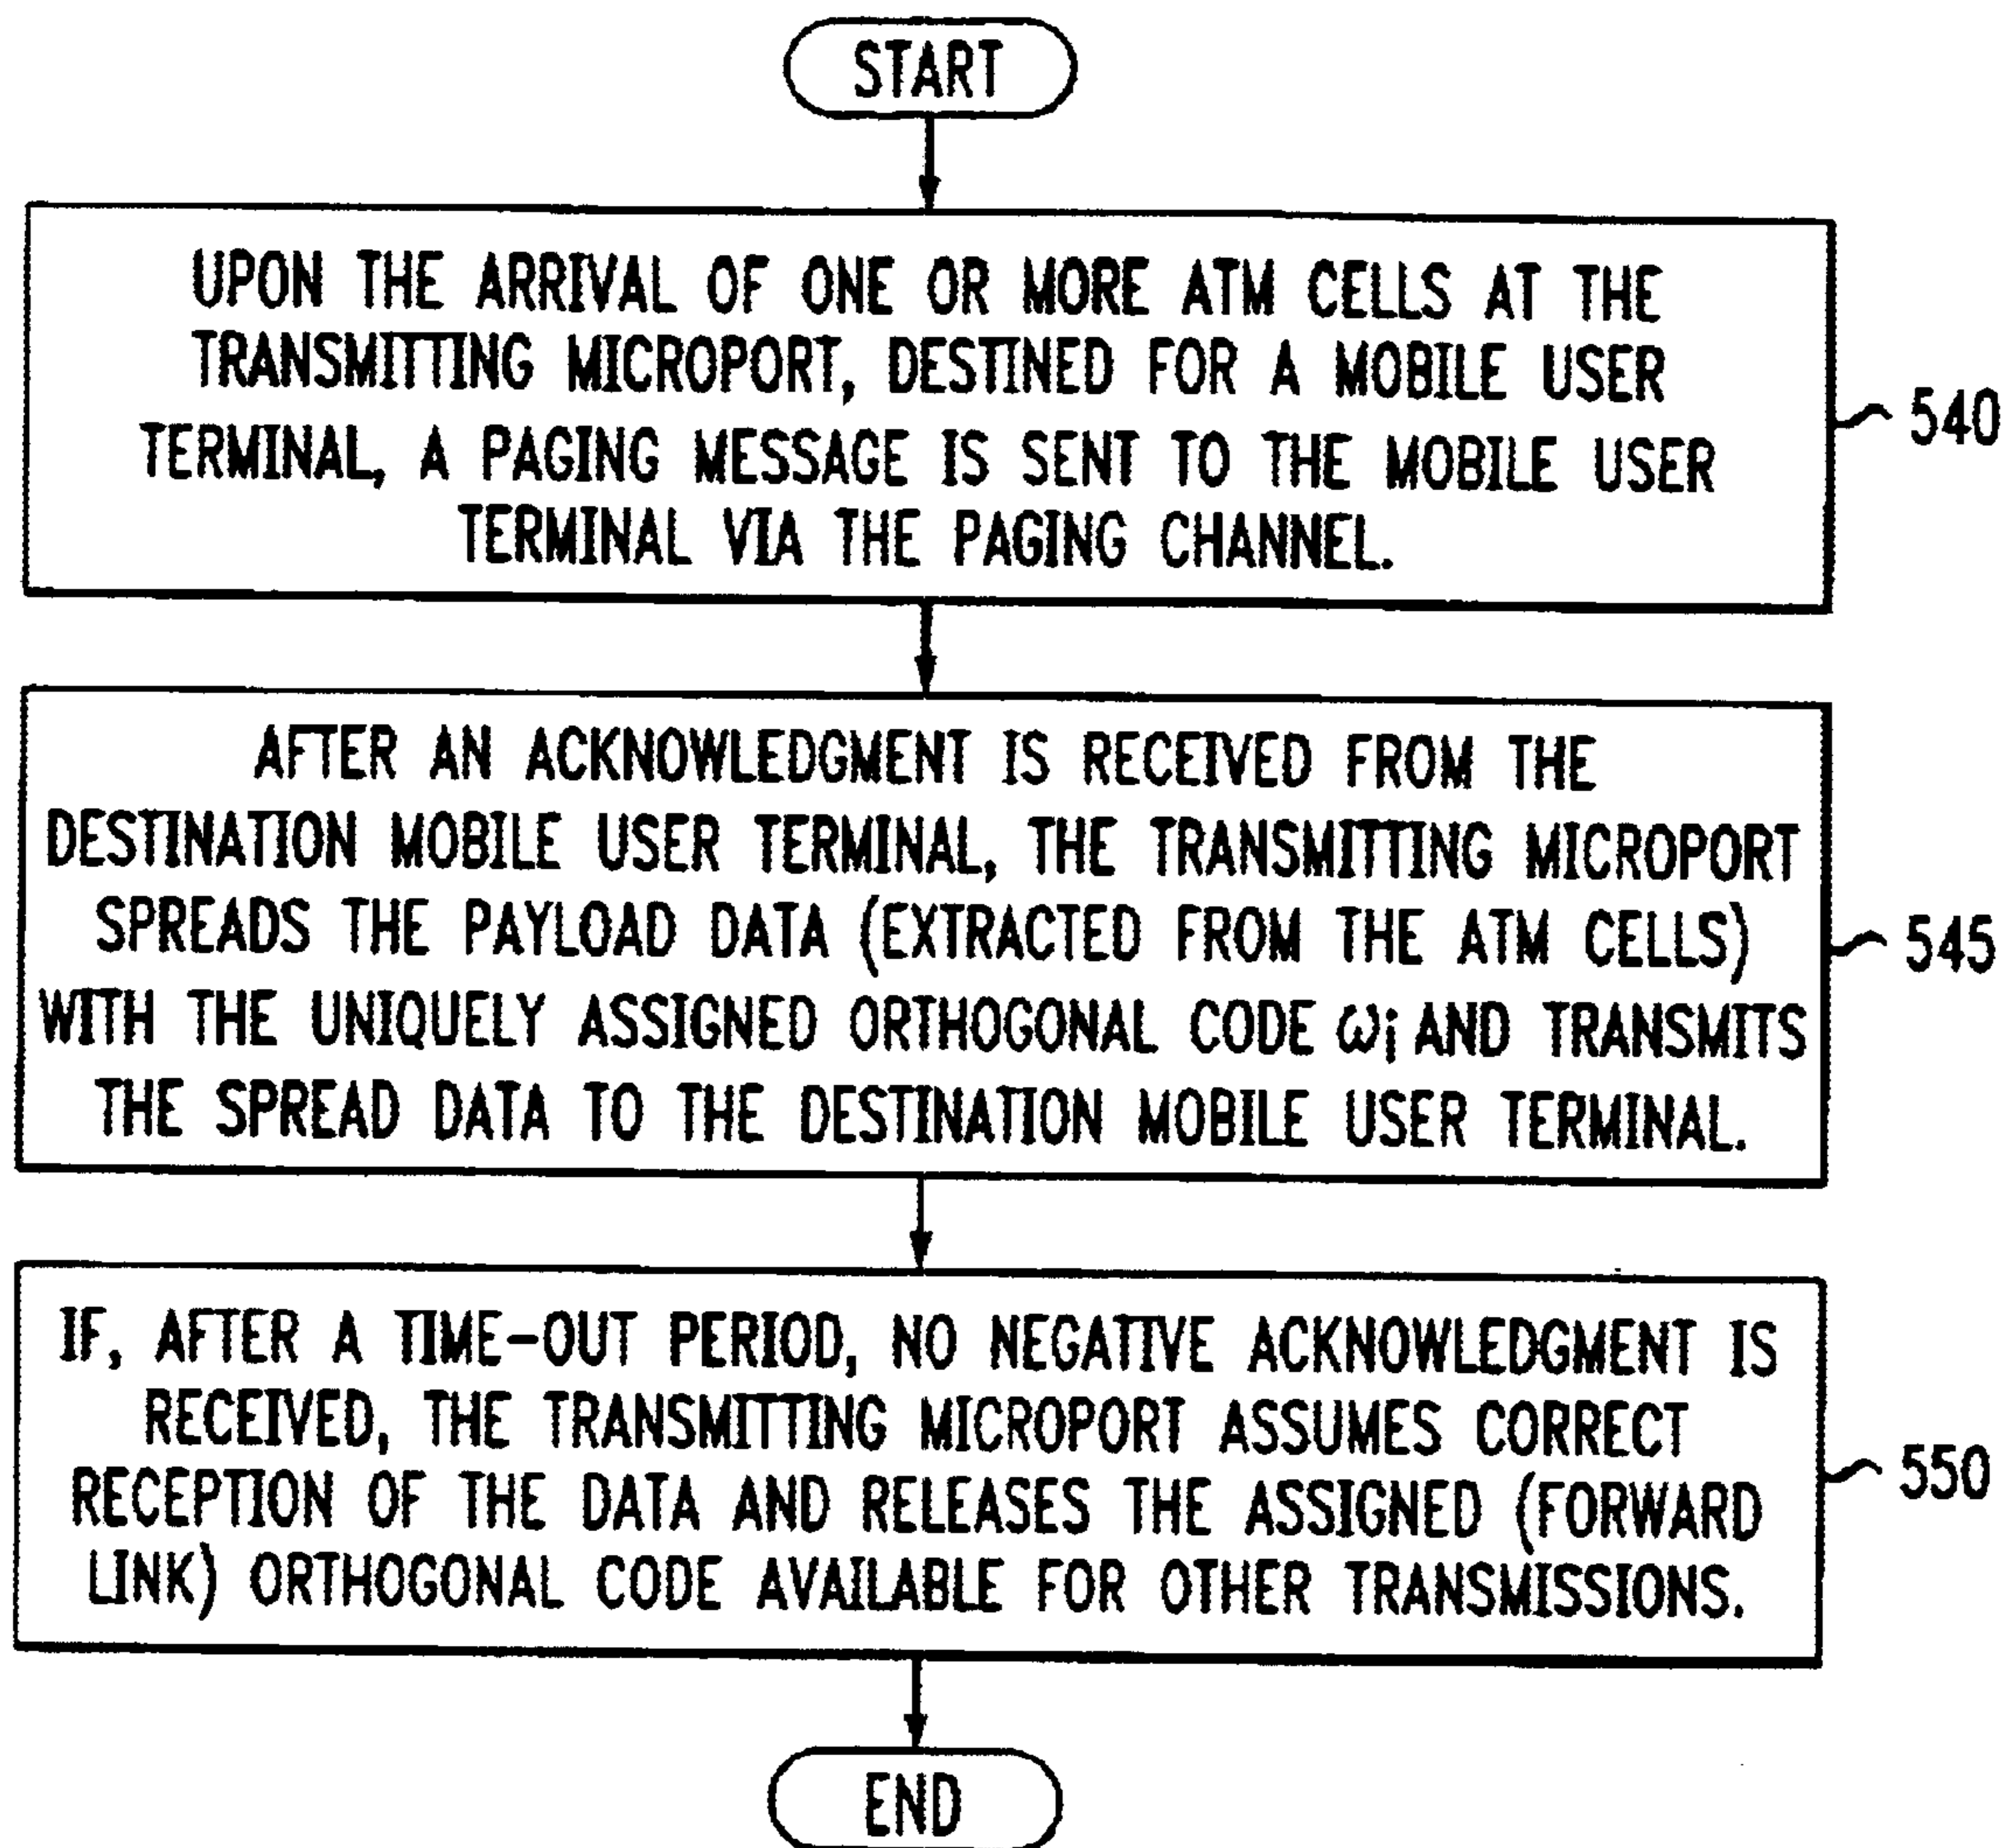 START
UPON THE ARRIVAL OF ONE OR MORE ATM CELLS AT THE
TRANSMITTING MICROPORT, DESTINED FOR A MOBILE USER
TERMINAL, A PAGING MESSAGE IS SENT TO THE MOBILE USER
TERMINAL VIA THE PAGING CHANNEL.
540
AFTER AN ACKNOWLEDGMENT IS RECEIVED FROM THE
DESTINATION MOBILE USER TERMINAL, THE TRANSMITTING MICROPORT
SPREADS THE PAYLOAD DATA (EXTRACTED FROM THE ATM CELLS)
WITH THE UNIQUELY ASSIGNED ORTHOGONAL CODE ωi AND TRANSMITS
THE SPREAD DATA TO THE DESTINATION MOBILE USER TERMINAL.
545
IF, AFTER A TIME-OUT PERIOD, NO NEGATIVE ACKNOWLEDGMENT IS
RECEIVED, THE TRANSMITTING MICROPORT ASSUMES CORRECT
RECEPTION OF THE DATA AND RELEASES THE ASSIGNED (FORWARD
LINK) ORTHOGONAL CODE AVAILABLE FOR OTHER TRANSMISSIONS.
550
END